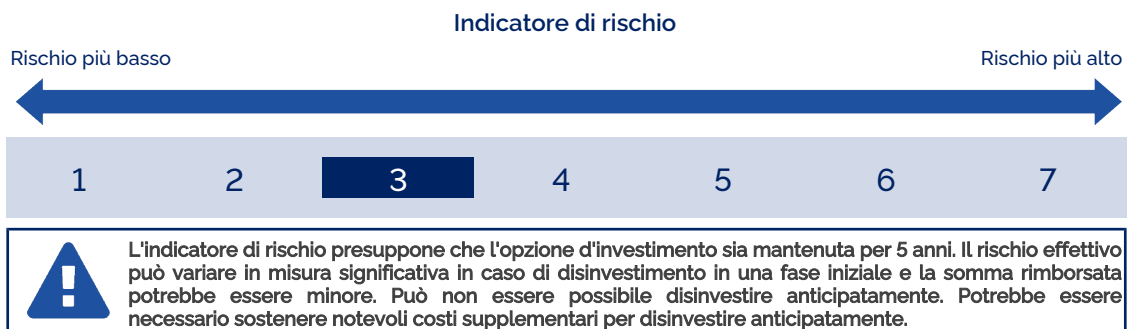 Indicatore di rischio
Rischio più basso
Rischio più alto
1 2 3 4 5 6 7
L'indicatore di rischio presuppone che l'opzione d'investimento sia mantenuta per 5 anni. Il rischio effettivo
può variare in misura significativa in caso di disinvestimento in una fase iniziale e la somma rimborsata
potrebbe essere minore. Può non essere possibile disinvestire anticipatamente. Potrebbe essere
necessario sostenere notevoli costi supplementari per disinvestire anticipatamente.